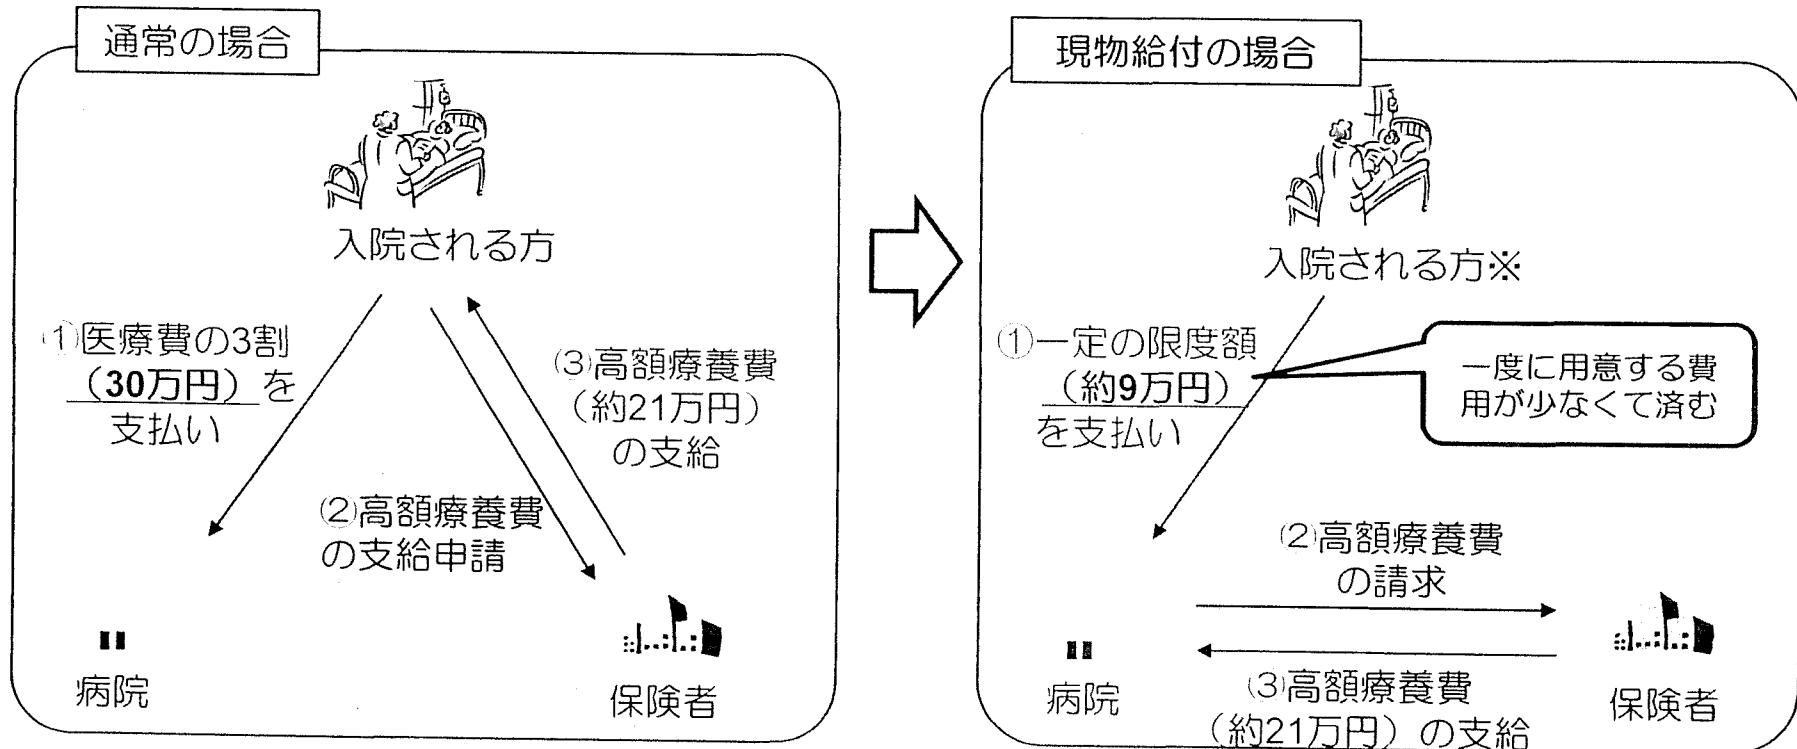 通常の場合
入院される方
①医療費の3割
（30万円）を
支払い
③高額療養費
（約21万円）
の支給
②高額療養費
の支給申請
病院
保険者
現物給付の場合
入院される方※
①一定の限度額
（約9万円）
を支払い
一度に用意する費
用が少なくて済む
②高額療養費
の請求
③高額療養費
（約21万円）の支給
病院
保険者